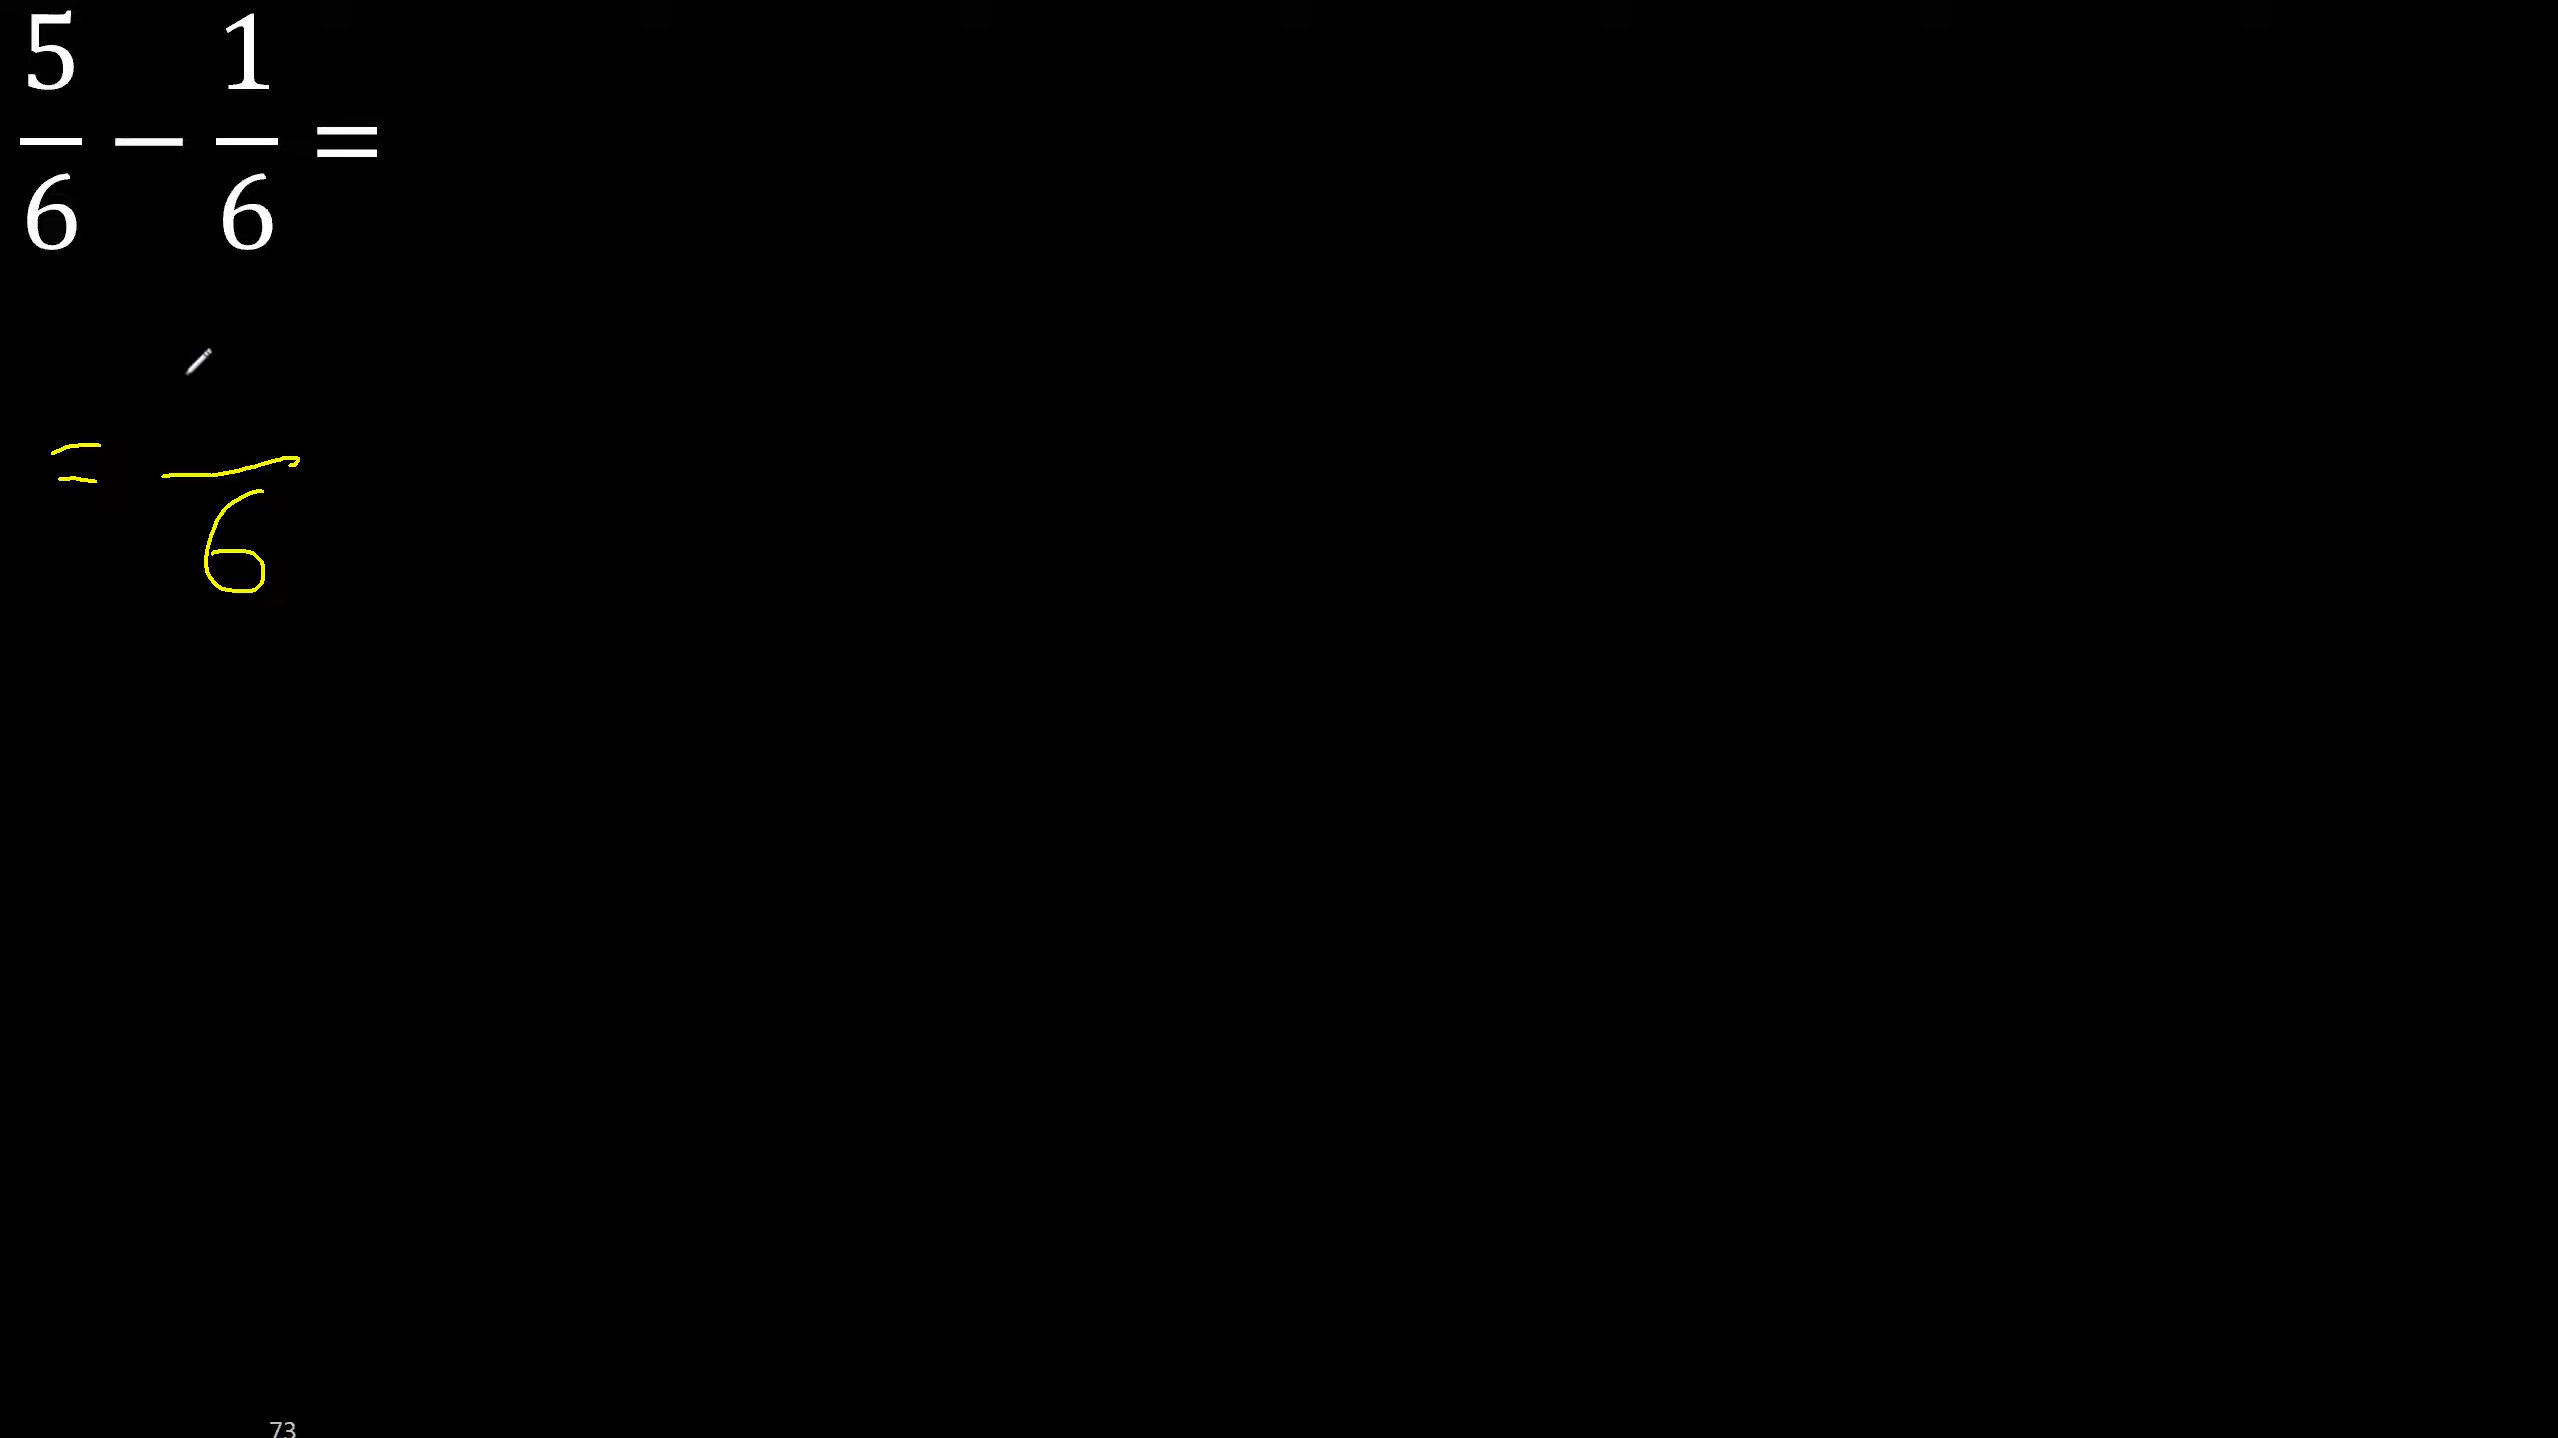 5/6 − 1/6 =
= /6
73